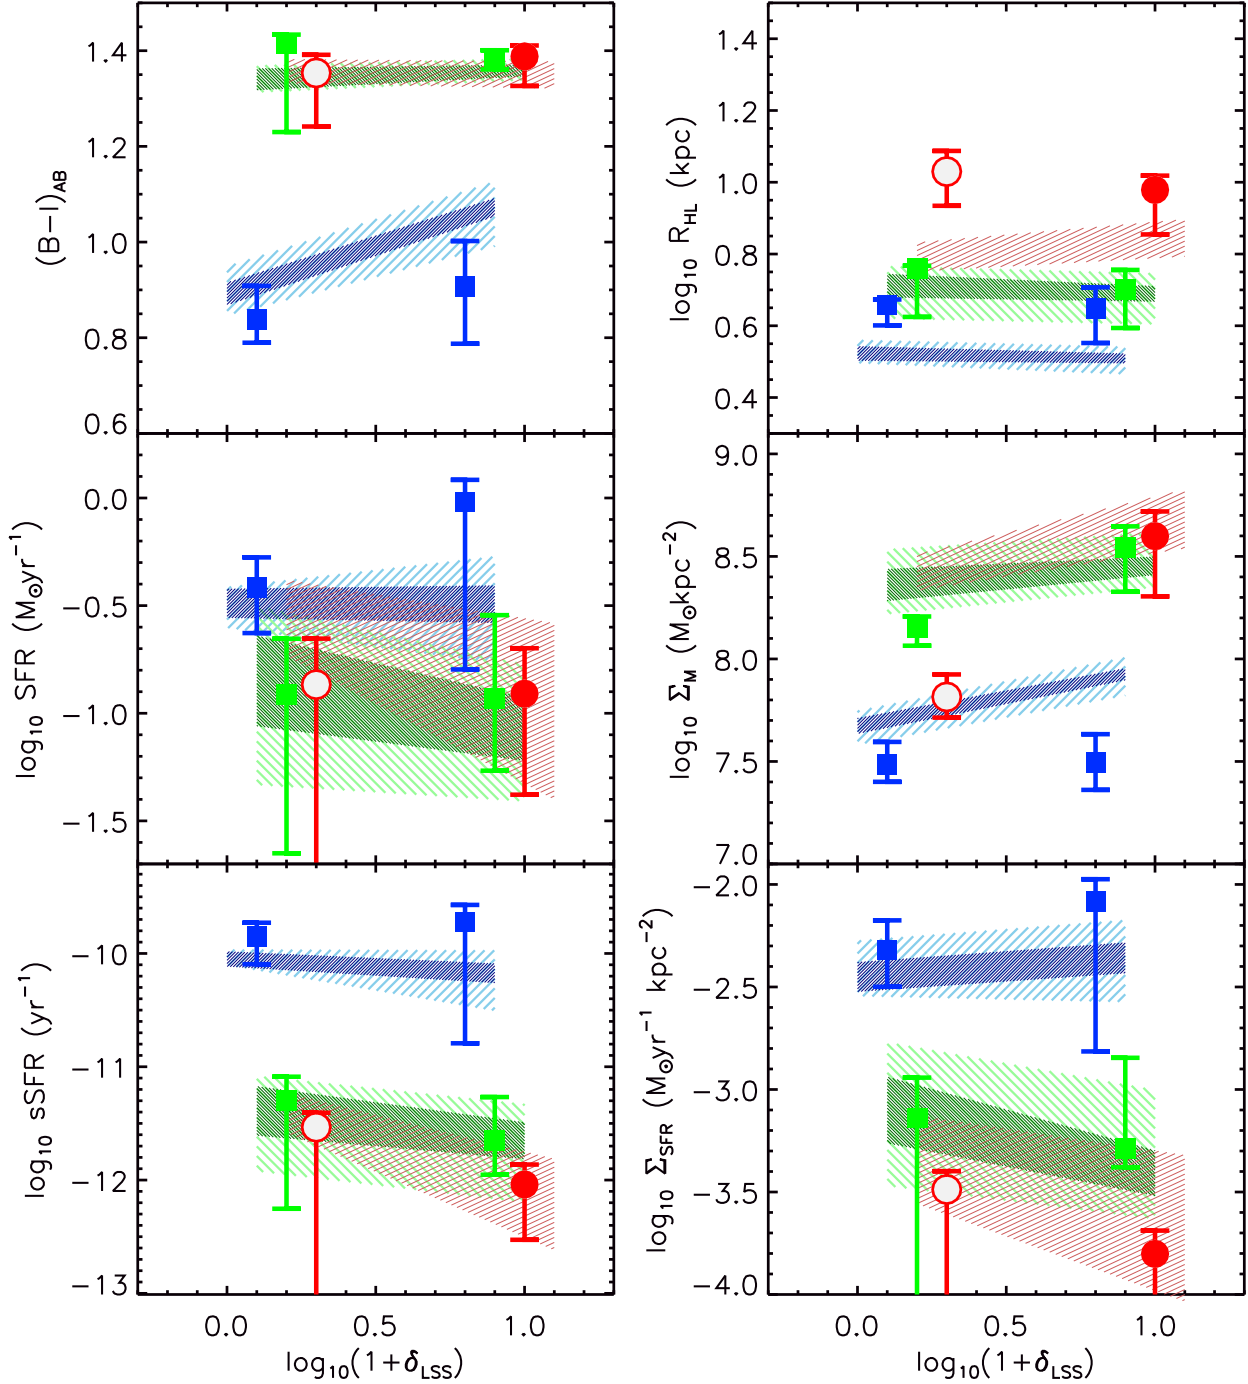 1.4
1.2
1.0
0.8
0.6
(B−I)AB
1.4
1.2
1.0
0.8
0.6
0.4
log10 RHL (kpc)
0.0
−0.5
−1.0
−1.5
log10 SFR (M⊙yr−1)
9.0
8.5
8.0
7.5
7.0
log10 ΣM (M⊙kpc−2)
−10
−11
−12
−13
log10 sSFR (yr−1)
−2.0
−2.5
−3.0
−3.5
−4.0
log10 ΣSFR (M⊙yr−1 kpc−2)
0.0 0.5 1.0
log10(1+δLSS)
0.0 0.5 1.0
log10(1+δLSS)